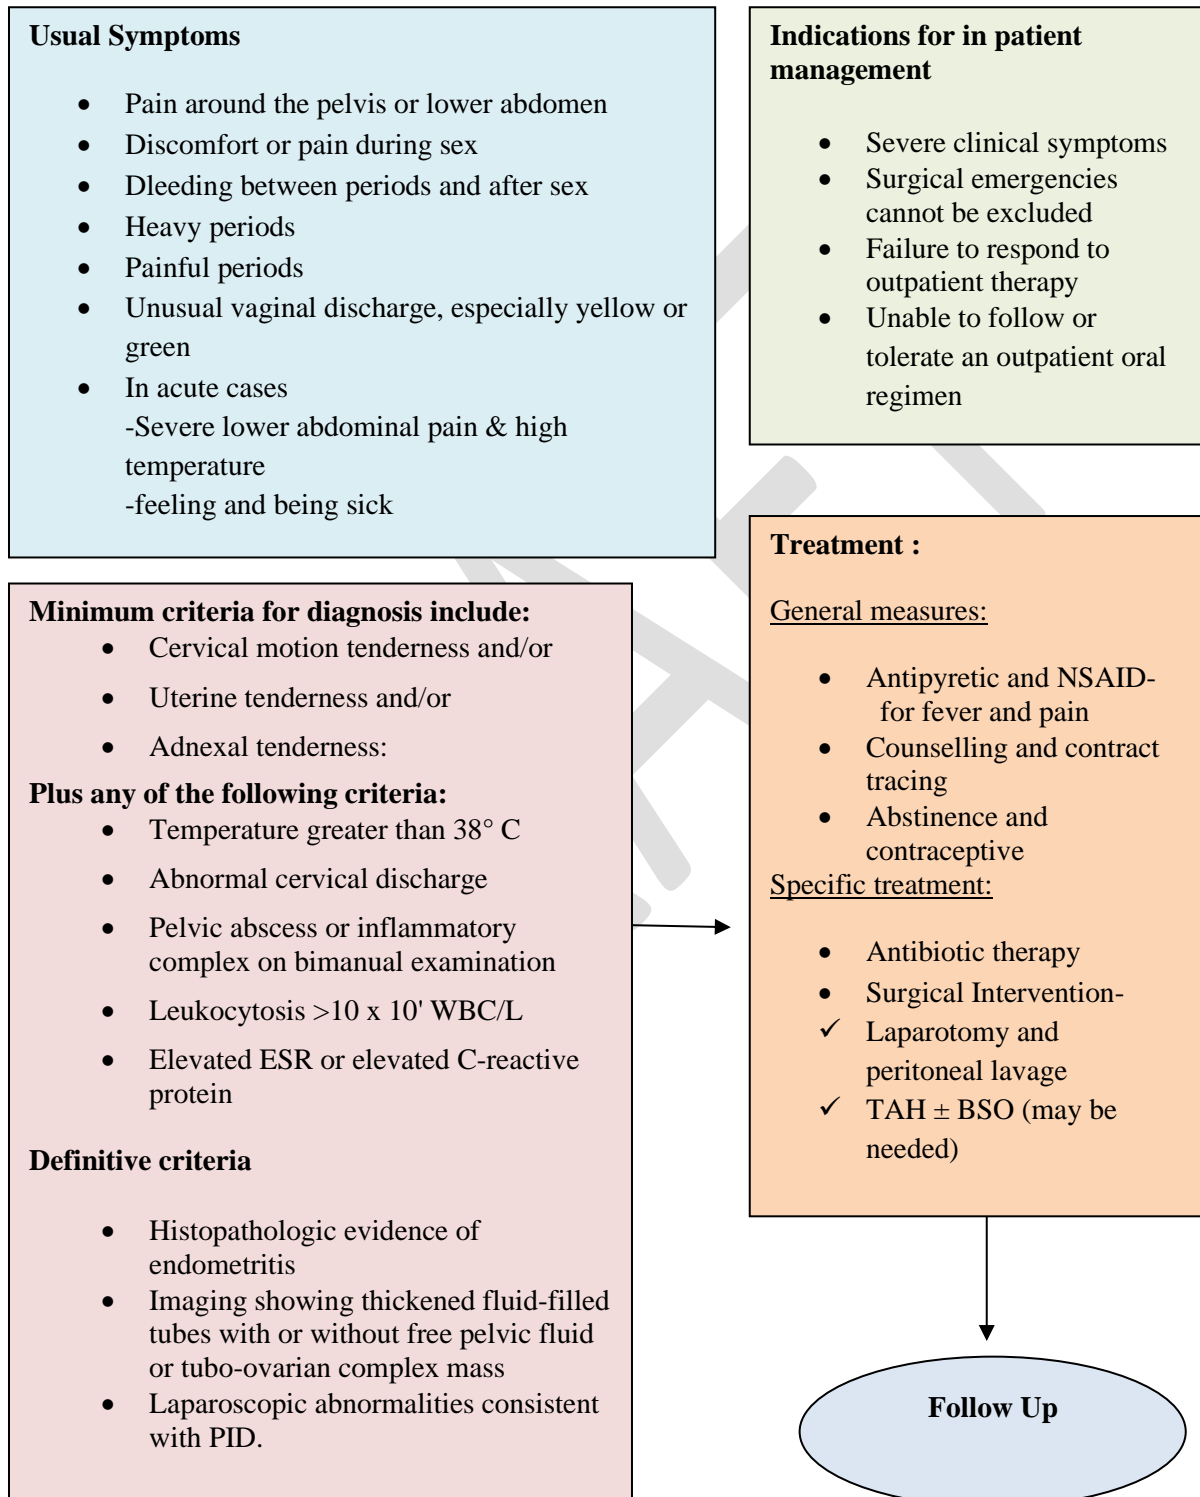 Usual Symptoms
• Pain around the pelvis or lower abdomen
• Discomfort or pain during sex
• Dleeding between periods and after sex
• Heavy periods
• Painful periods
• Unusual vaginal discharge, especially yellow or
green
• In acute cases
-Severe lower abdominal pain & high
temperature
-feeling and being sick
Indications for in patient
management
• Severe clinical symptoms
• Surgical emergencies
cannot be excluded
• Failure to respond to
outpatient therapy
• Unable to follow or
tolerate an outpatient oral
regimen
Minimum criteria for diagnosis include:
• Cervical motion tenderness and/or
• Uterine tenderness and/or
• Adnexal tenderness:
Plus any of the following criteria:
• Temperature greater than 38° C
• Abnormal cervical discharge
• Pelvic abscess or inflammatory
complex on bimanual examination
• Leukocytosis >10 x 10' WBC/L
• Elevated ESR or elevated C-reactive
protein
Definitive criteria
• Histopathologic evidence of
endometritis
• Imaging showing thickened fluid-filled
tubes with or without free pelvic fluid
or tubo-ovarian complex mass
• Laparoscopic abnormalities consistent
with PID.
Treatment :
General measures:
• Antipyretic and NSAID-
for fever and pain
• Counselling and contract
tracing
• Abstinence and
contraceptive
Specific treatment:
• Antibiotic therapy
• Surgical Intervention-
✓ Laparotomy and
peritoneal lavage
✓ TAH ± BSO (may be
needed)
Follow Up